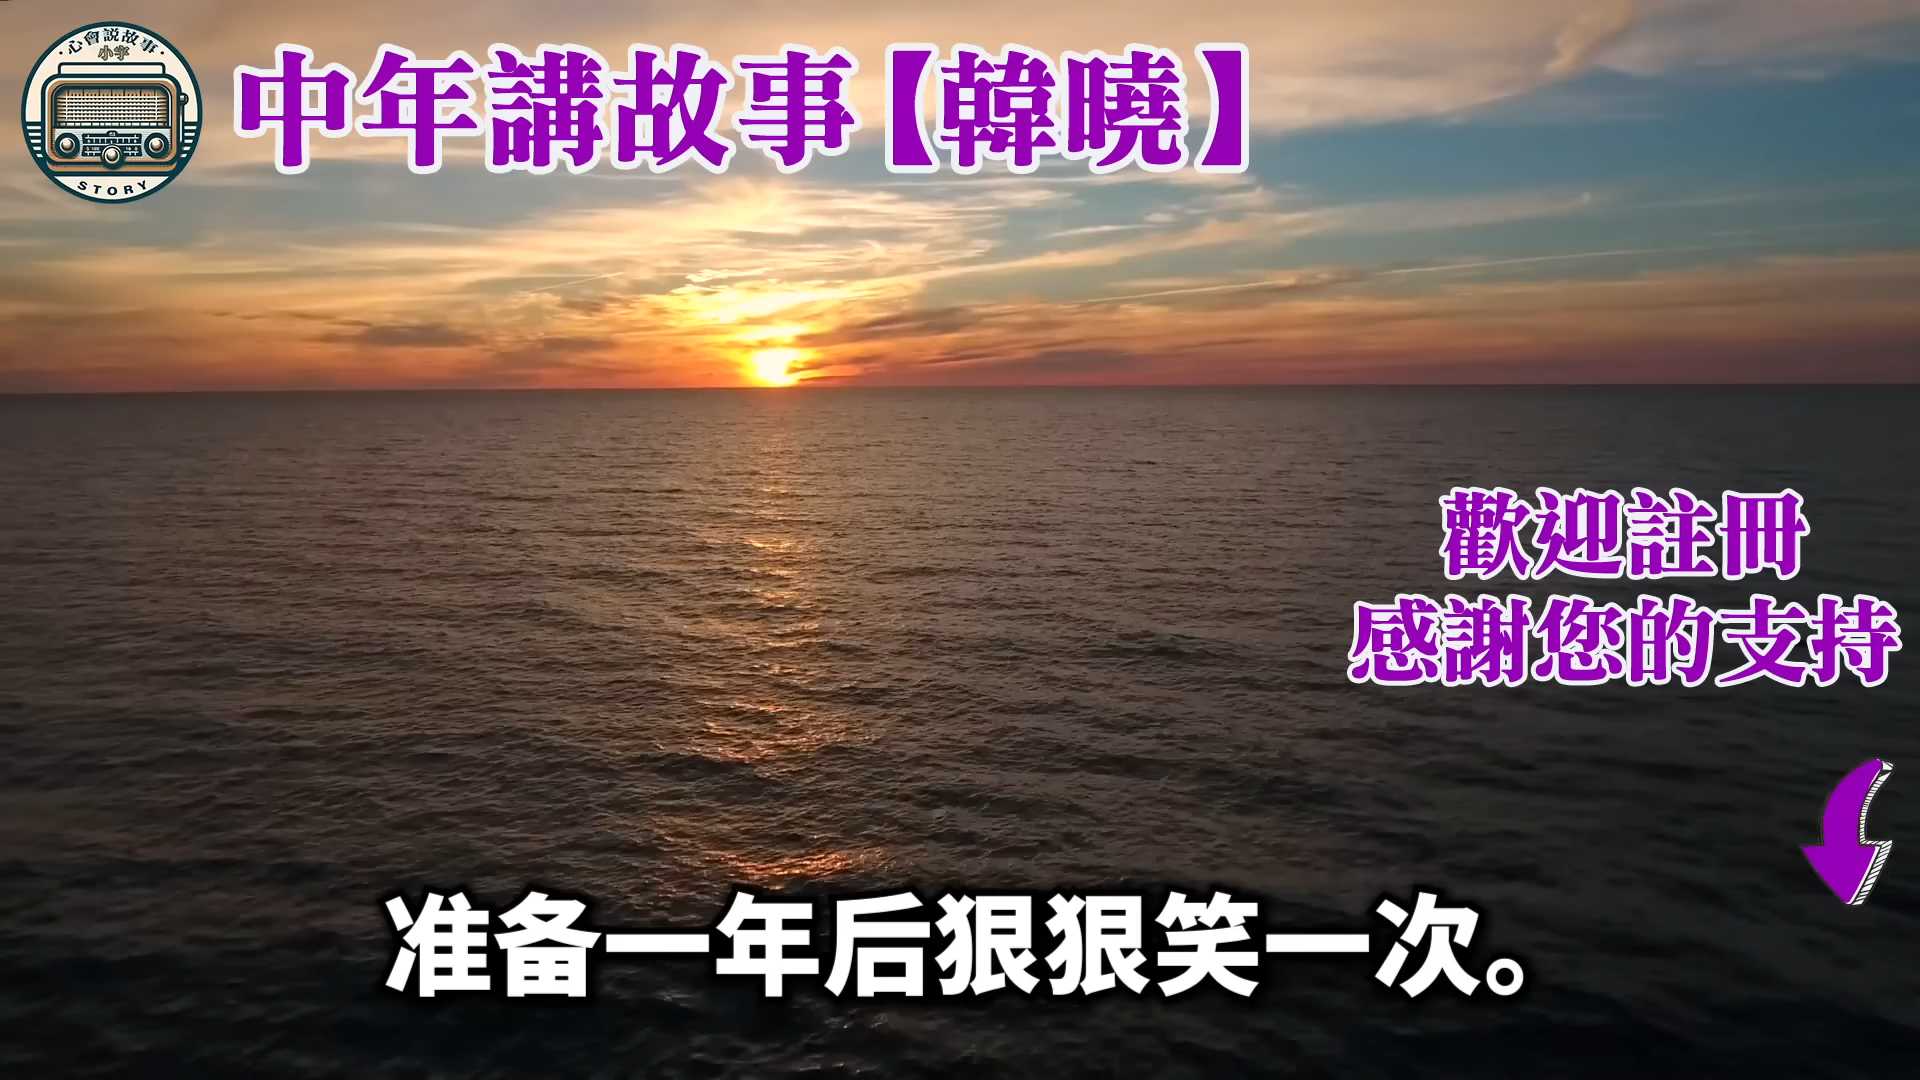 ·心會説故事·
小宇
STORY
中年講故事【韓曉】
歡迎註冊
感謝您的支持
准备一年后狠狠笑一次。